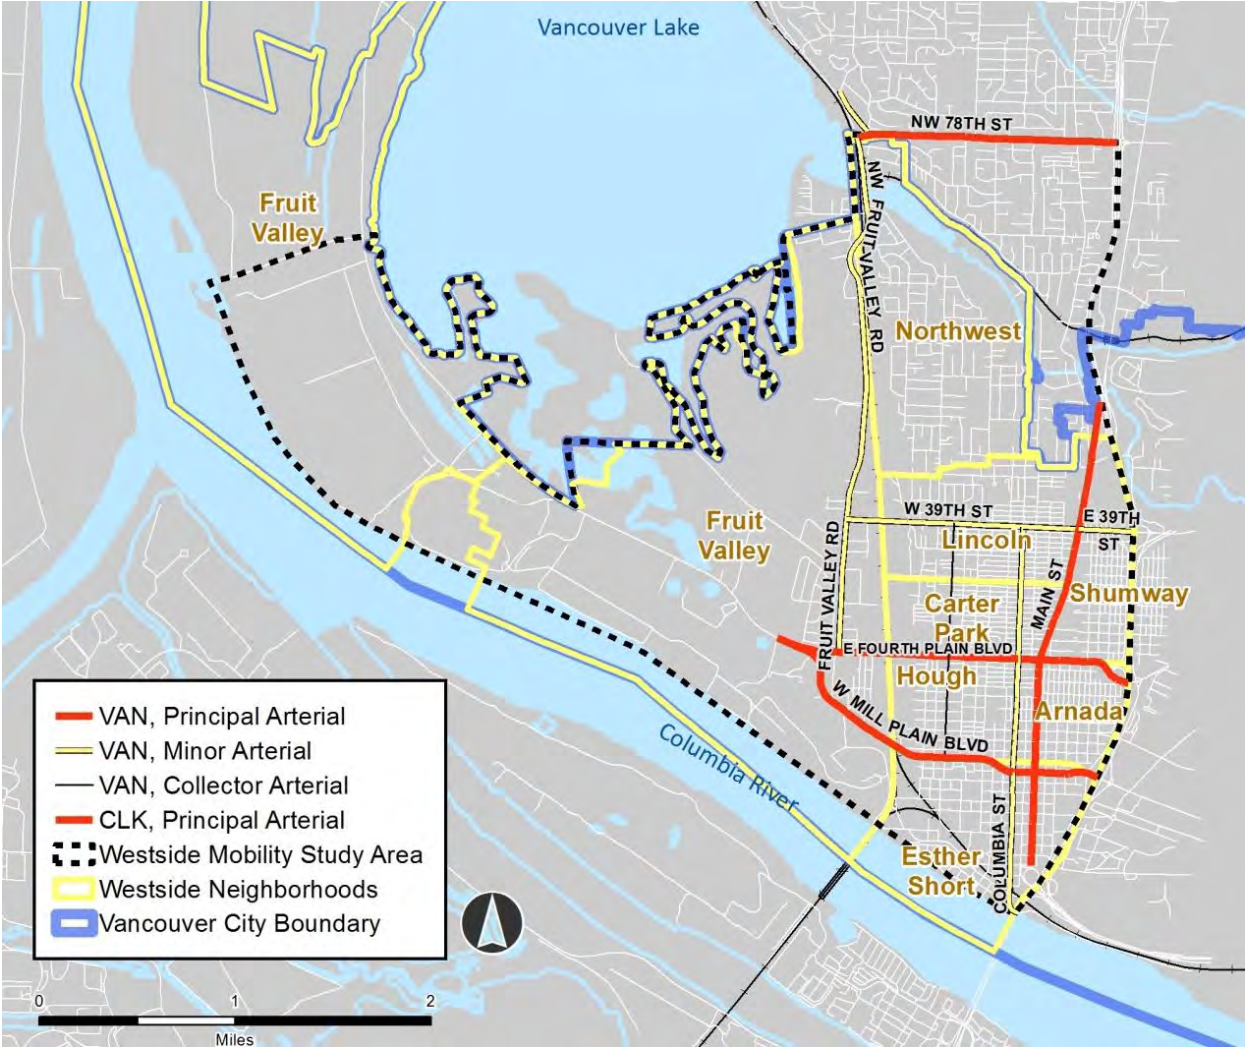 Vancouver Lake
NW 78TH ST
NW FRUIT VALLEY RD
Fruit
Valley
Northwest
Fruit
Valley
W 39TH ST
E 39TH
ST
Lincoln
FRUIT VALLEY RD
MAIN ST
Shumway
Carter
Park
E FOURTH PLAIN BLVD
Hough
W MILL PLAIN BLVD
Arnada
Columbia River
Esther
Short
COLUMBIA ST
VAN, Principal Arterial
VAN, Minor Arterial
VAN, Collector Arterial
CLK, Principal Arterial
Westside Mobility Study Area
Westside Neighborhoods
Vancouver City Boundary
0 1 2
Miles